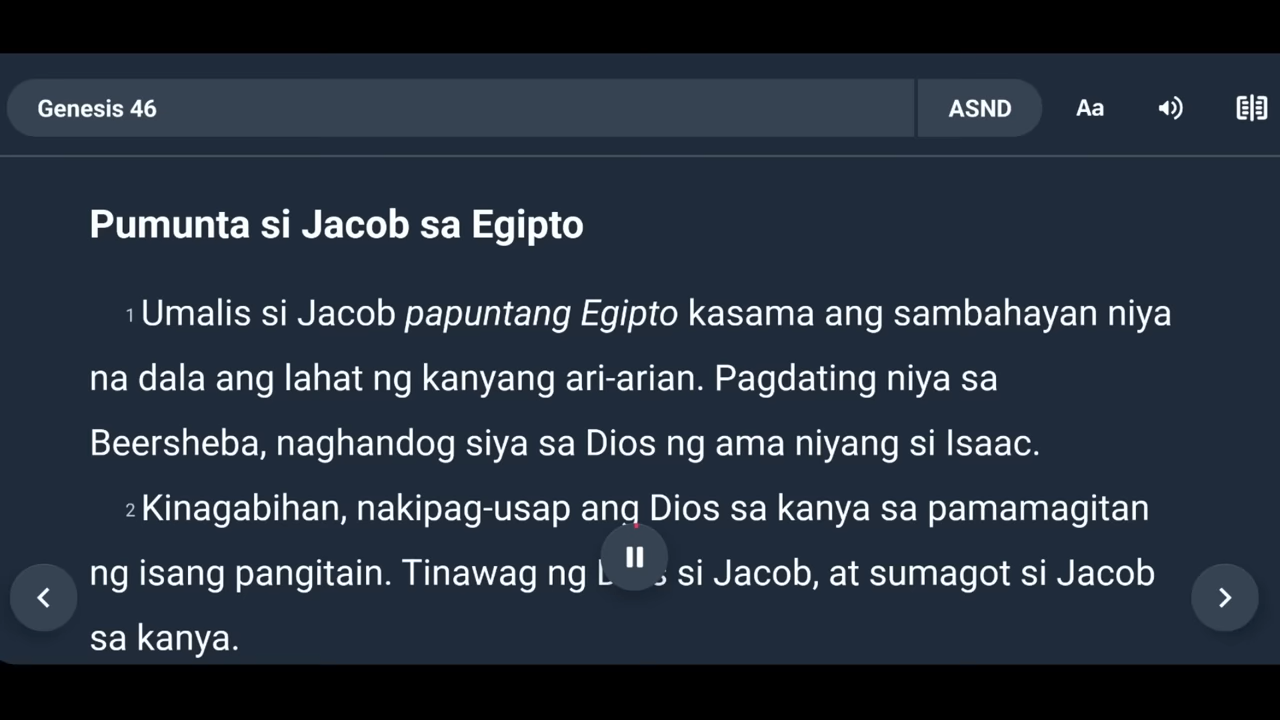 Genesis 46
ASND
Aa
Pumunta si Jacob sa Egipto
1 Umalis si Jacob papuntang Egipto kasama ang sambahayan niya
na dala ang lahat ng kanyang ari-arian. Pagdating niya sa
Beersheba, naghandog siya sa Dios ng ama niyang si Isaac.
2 Kinagabihan, nakipag-usap ang Dios sa kanya sa pamamagitan
ng isang pangitain. Tinawag ng si Jacob, at sumagot si Jacob
sa kanya.